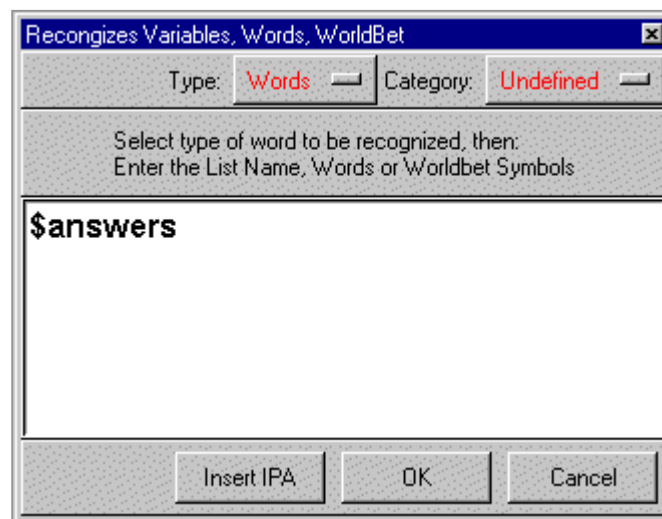 Recongizes Variables, Words, WorldBet
Type: Words Category: Undefined
Select type of word to be recognized, then:
Enter the List Name, Words or Worldbet Symbols
$answers
Insert IPA OK Cancel